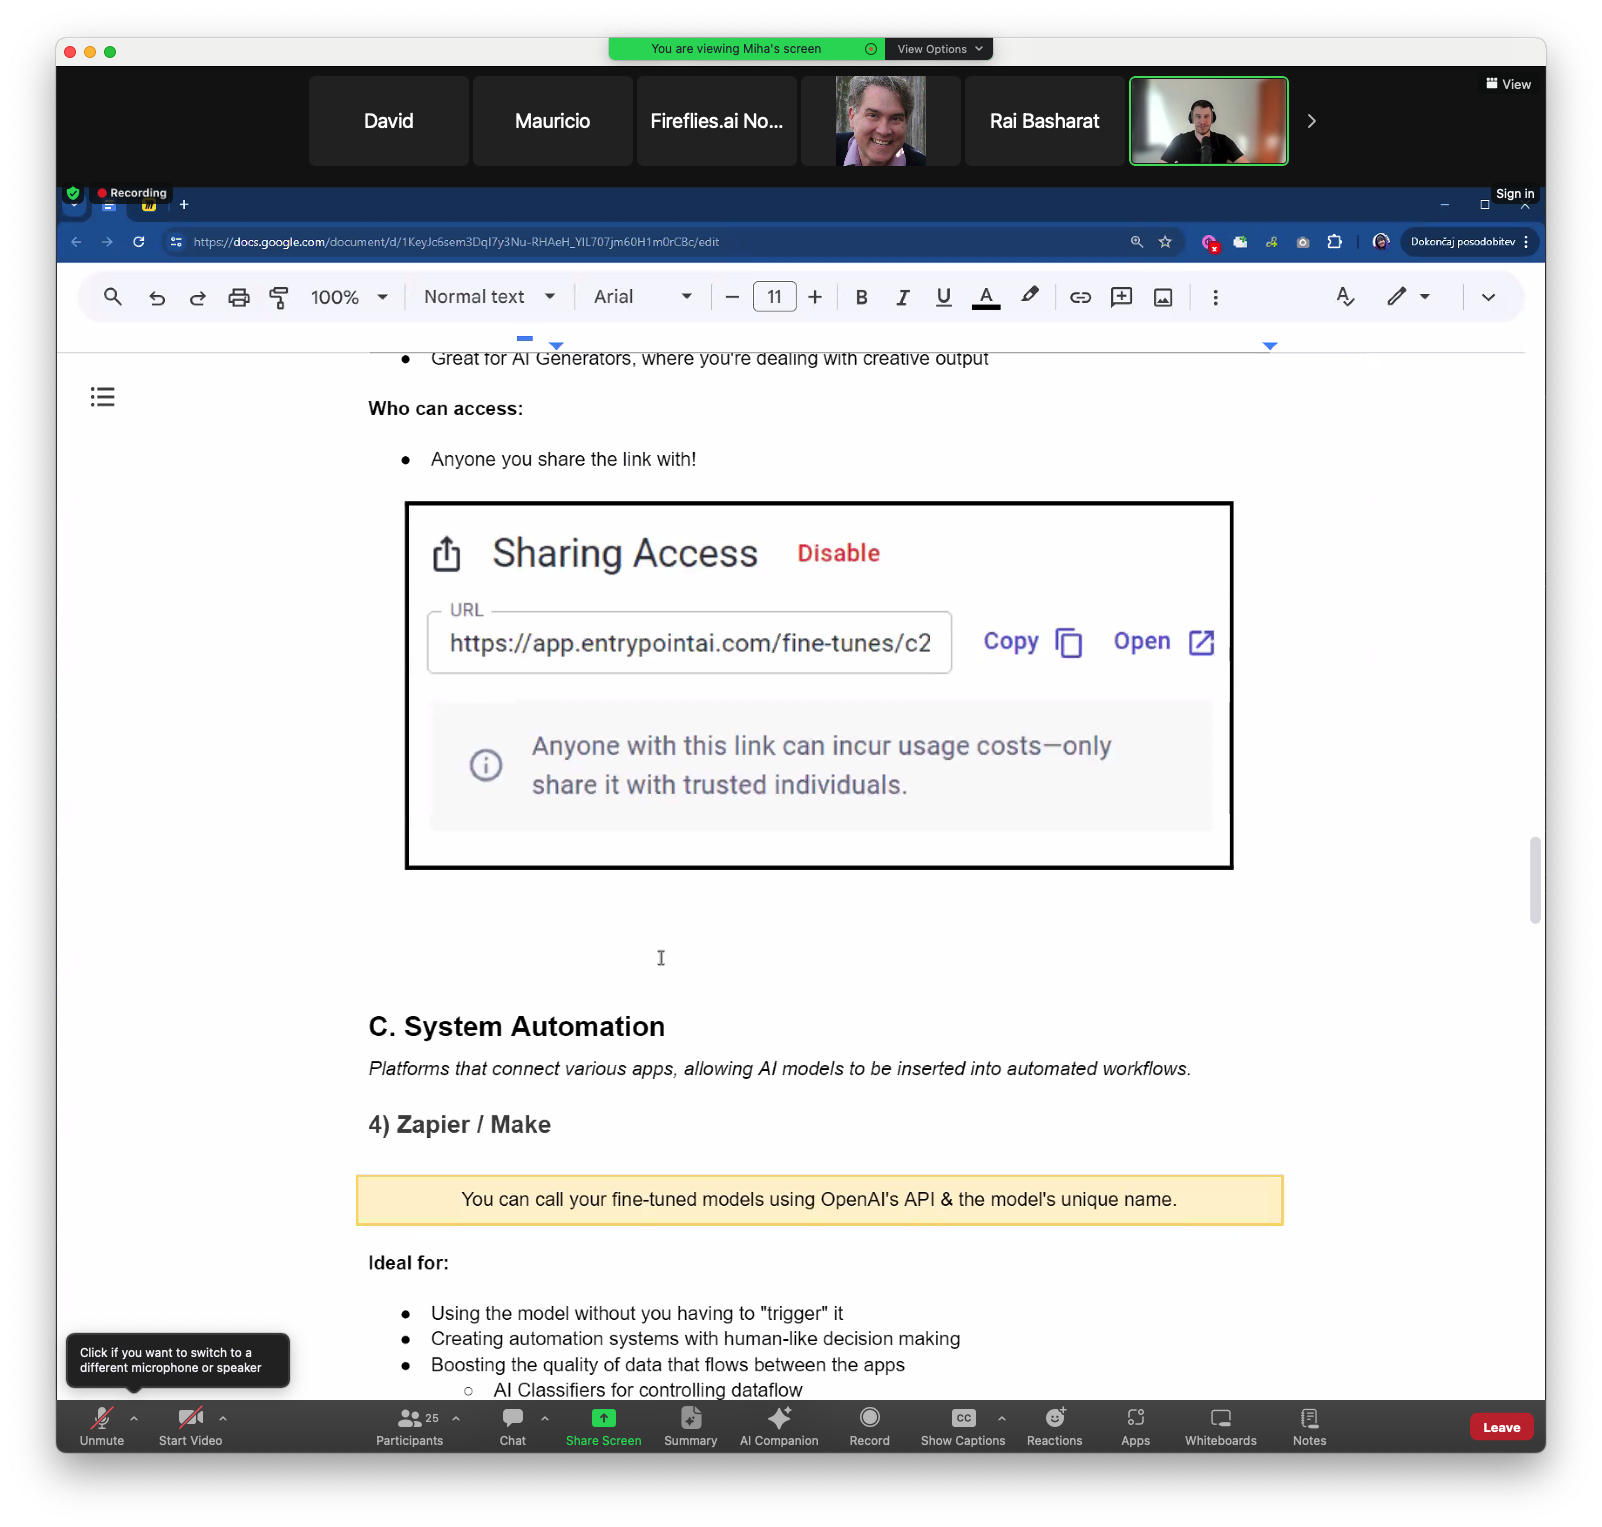 You are viewing Miha's screen
View Options
David
Mauricio
Fireflies.ai No...
Rai Basharat
View
Recording
Sign in
https://docs.google.com/document/d/1KeyJc6sem3DqI7y3Nu-RHAeH_YIL707jm60H1m0rC8c/edit
Dokončaj posodobitev
100%
Normal text
Arial
11
B
I
U
A
Great for AI Generators, where you're dealing with creative output
Who can access:
Anyone you share the link with!
Sharing Access
Disable
URL
https://app.entrypointai.com/fine-tunes/c2
Copy
Open
Anyone with this link can incur usage costs—only
share it with trusted individuals.
C. System Automation
Platforms that connect various apps, allowing AI models to be inserted into automated workflows.
4) Zapier / Make
You can call your fine-tuned models using OpenAI's API & the model's unique name.
Ideal for:
Using the model without you having to "trigger" it
Creating automation systems with human-like decision making
Boosting the quality of data that flows between the apps
AI Classifiers for controlling dataflow
Click if you want to switch to a
different microphone or speaker
Unmute
Start Video
25
Participants
Chat
Share Screen
Summary
AI Companion
Record
CC
Show Captions
Reactions
Apps
Whiteboards
Notes
Leave